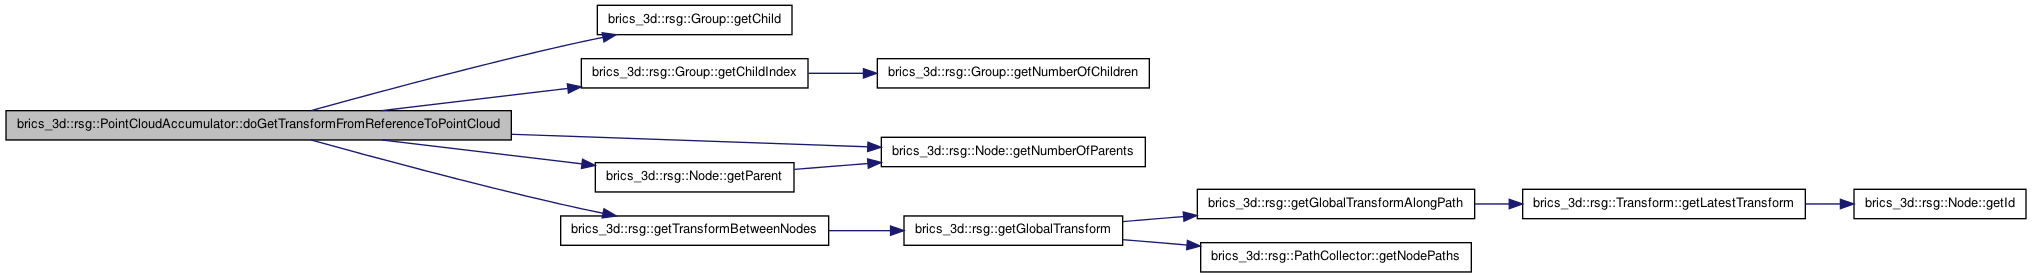 brics_3d::rsg::Group::getChild
brics_3d::rsg::Group::getChildIndex
brics_3d::rsg::Group::getNumberOfChildren
brics_3d::rsg::PointCloudAccumulator::doGetTransformFromReferenceToPointCloud
brics_3d::rsg::Node::getNumberOfParents
brics_3d::rsg::Node::getParent
brics_3d::rsg::getTransformBetweenNodes
brics_3d::rsg::getGlobalTransform
brics_3d::rsg::getGlobalTransformAlongPath
brics_3d::rsg::Transform::getLatestTransform
brics_3d::rsg::Node::getId
brics_3d::rsg::PathCollector::getNodePaths